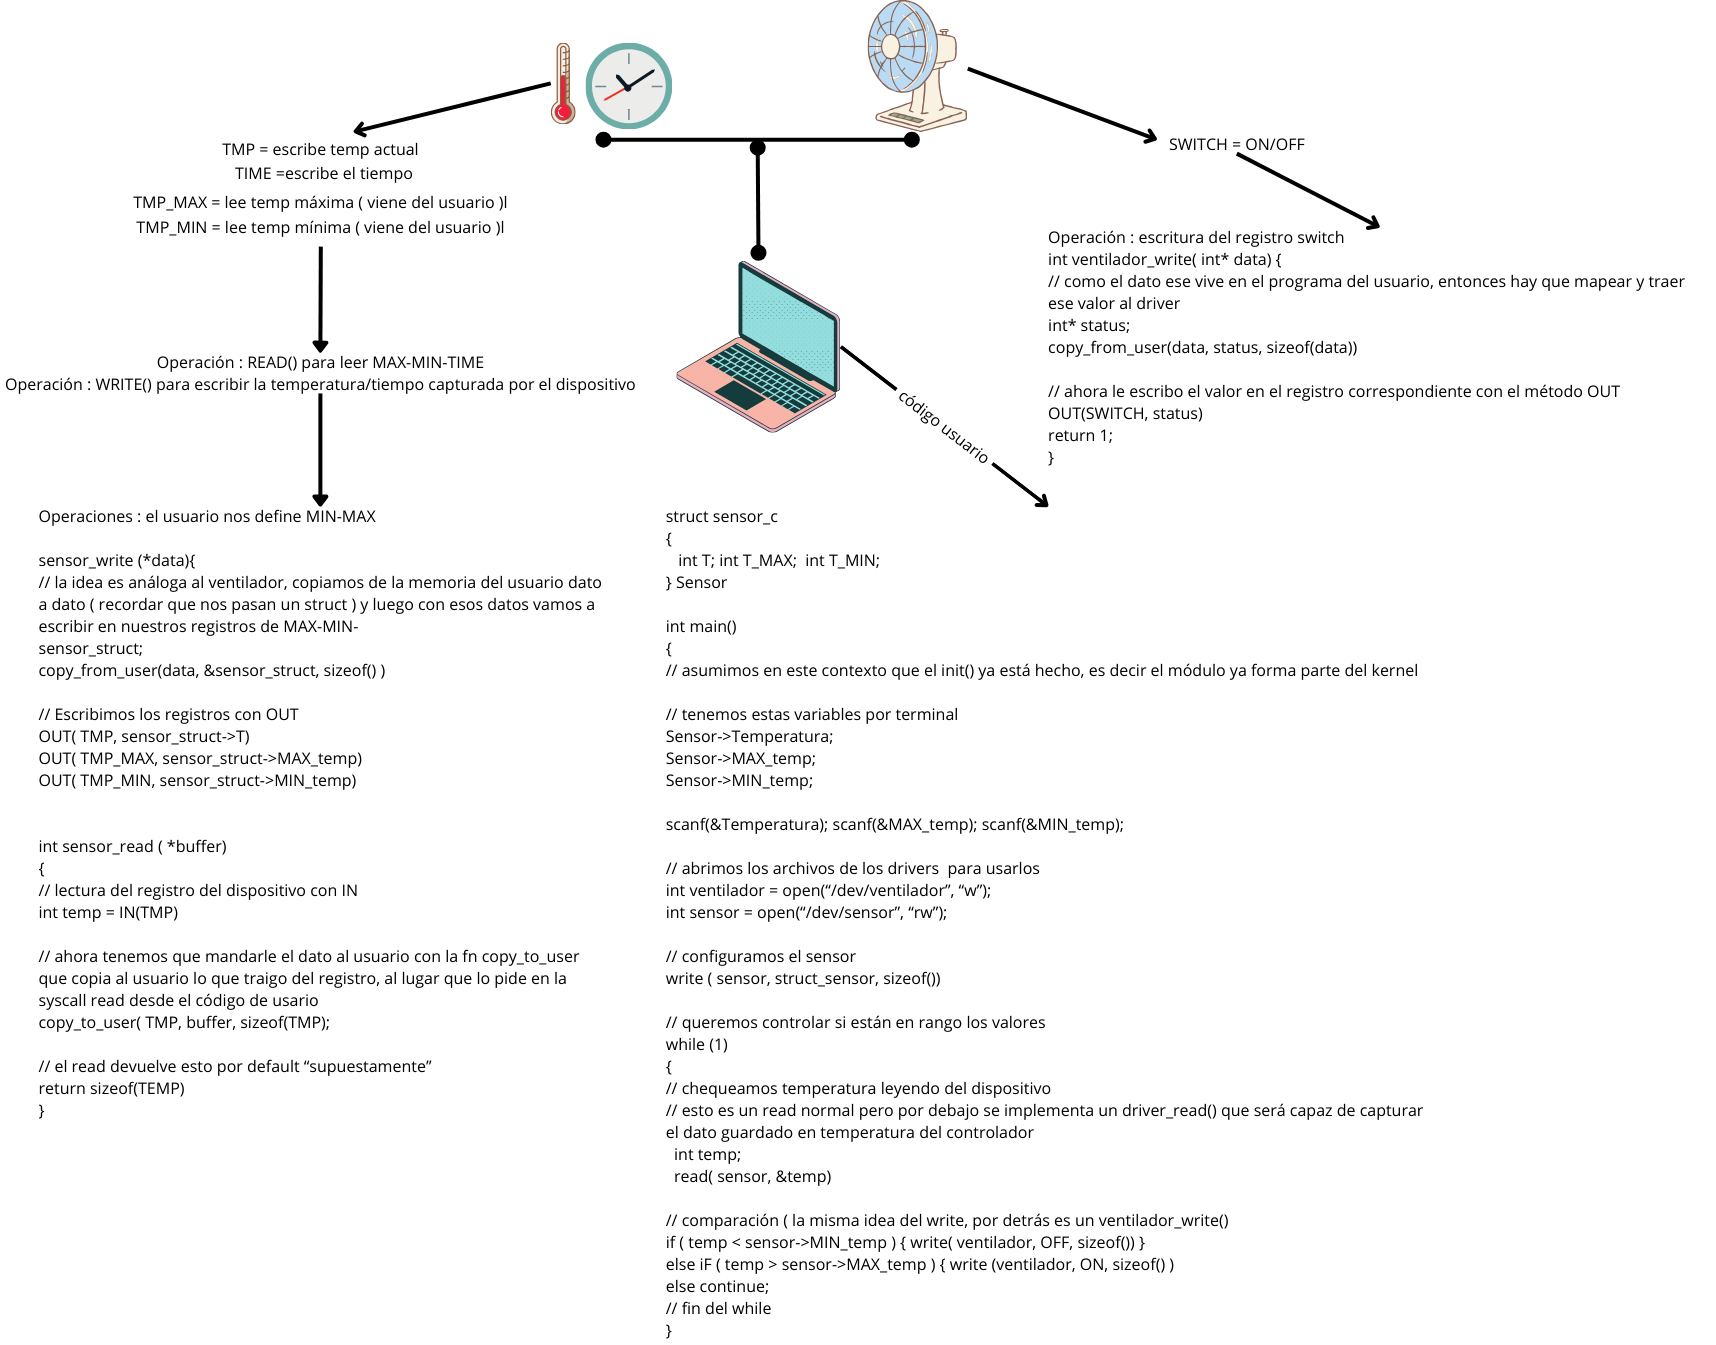 TMP = escribe temp actual
TIME =escribe el tiempo
TMP_MAX = lee temp máxima ( viene del usuario )l
TMP_MIN = lee temp mínima ( viene del usuario )l
Operación : READ() para leer MAX-MIN-TIME
Operación : WRITE() para escribir la temperatura/tiempo capturada por el dispositivo
Operaciones : el usuario nos define MIN-MAX
sensor_write (*data){
// la idea es análoga al ventilador, copiamos de la memoria del usuario dato
a dato ( recordar que nos pasan un struct ) y luego con esos datos vamos a
escribir en nuestros registros de MAX-MIN-
sensor_struct;
copy_from_user(data, &sensor_struct, sizeof() )
// Escribimos los registros con OUT
OUT( TMP, sensor_struct->T)
OUT( TMP_MAX, sensor_struct->MAX_temp)
OUT( TMP_MIN, sensor_struct->MIN_temp)
int sensor_read ( *buffer)
{
// lectura del registro del dispositivo con IN
int temp = IN(TMP)
// ahora tenemos que mandarle el dato al usuario con la fn copy_to_user
que copia al usuario lo que traigo del registro, al lugar que lo pide en la
syscall read desde el código de usario
copy_to_user( TMP, buffer, sizeof(TMP);
// el read devuelve esto por default “supuestamente”
return sizeof(TEMP)
}
SWITCH = ON/OFF
Operación : escritura del registro switch
int ventilador_write( int* data) {
// como el dato ese vive en el programa del usuario, entonces hay que mapear y traer
ese valor al driver
int* status;
copy_from_user(data, status, sizeof(data))
// ahora le escribo el valor en el registro correspondiente con el método OUT
OUT(SWITCH, status)
return 1;
}
código usuario
struct sensor_c
{
int T; int T_MAX;  int T_MIN;
} Sensor
int main()
{
// asumimos en este contexto que el init() ya está hecho, es decir el módulo ya forma parte del kernel
// tenemos estas variables por terminal
Sensor->Temperatura;
Sensor->MAX_temp;
Sensor->MIN_temp;
scanf(&Temperatura); scanf(&MAX_temp); scanf(&MIN_temp);
// abrimos los archivos de los drivers  para usarlos
int ventilador = open(“/dev/ventilador”, “w”);
int sensor = open(“/dev/sensor”, “rw”);
// configuramos el sensor
write ( sensor, struct_sensor, sizeof())
// queremos controlar si están en rango los valores
while (1)
{
// chequeamos temperatura leyendo del dispositivo
// esto es un read normal pero por debajo se implementa un driver_read() que será capaz de capturar
el dato guardado en temperatura del controlador
int temp;
read( sensor, &temp)
// comparación ( la misma idea del write, por detrás es un ventilador_write()
if ( temp < sensor->MIN_temp ) { write( ventilador, OFF, sizeof()) }
else iF ( temp > sensor->MAX_temp ) { write (ventilador, ON, sizeof() )
else continue;
// fin del while
}